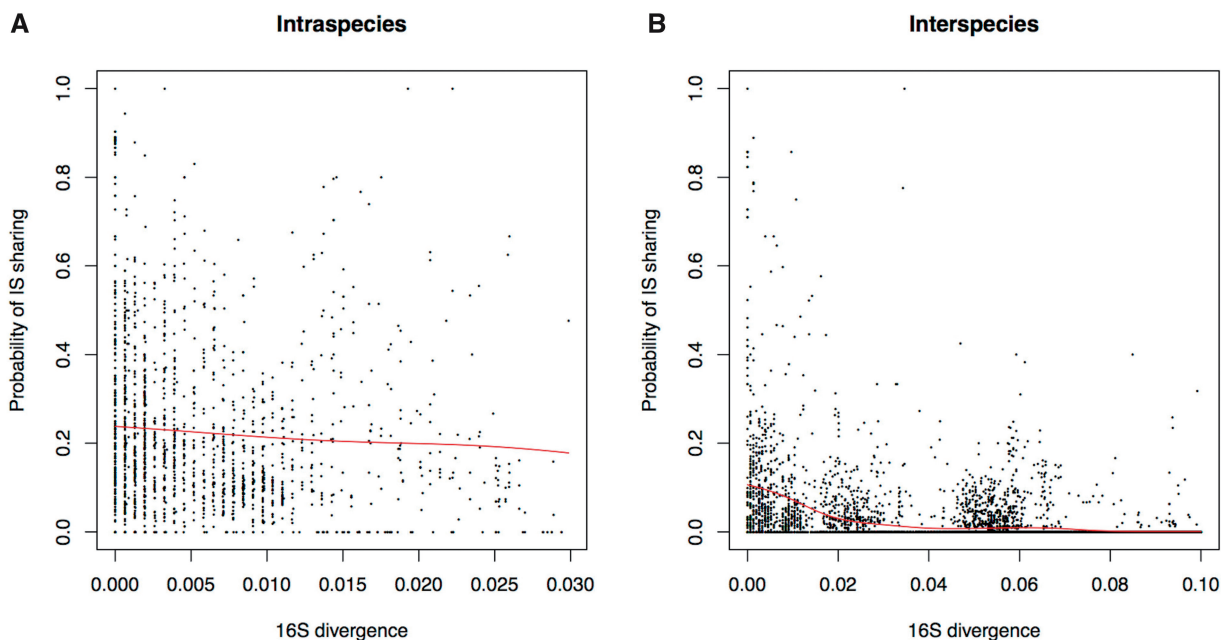 A
Intraspecies
Probability of IS sharing
1.0
0.8
0.6
0.4
0.2
0.0
0.000 0.005 0.010 0.015 0.020 0.025 0.030
16S divergence
B
Interspecies
Probability of IS sharing
1.0
0.8
0.6
0.4
0.2
0.0
0.00 0.02 0.04 0.06 0.08 0.10
16S divergence